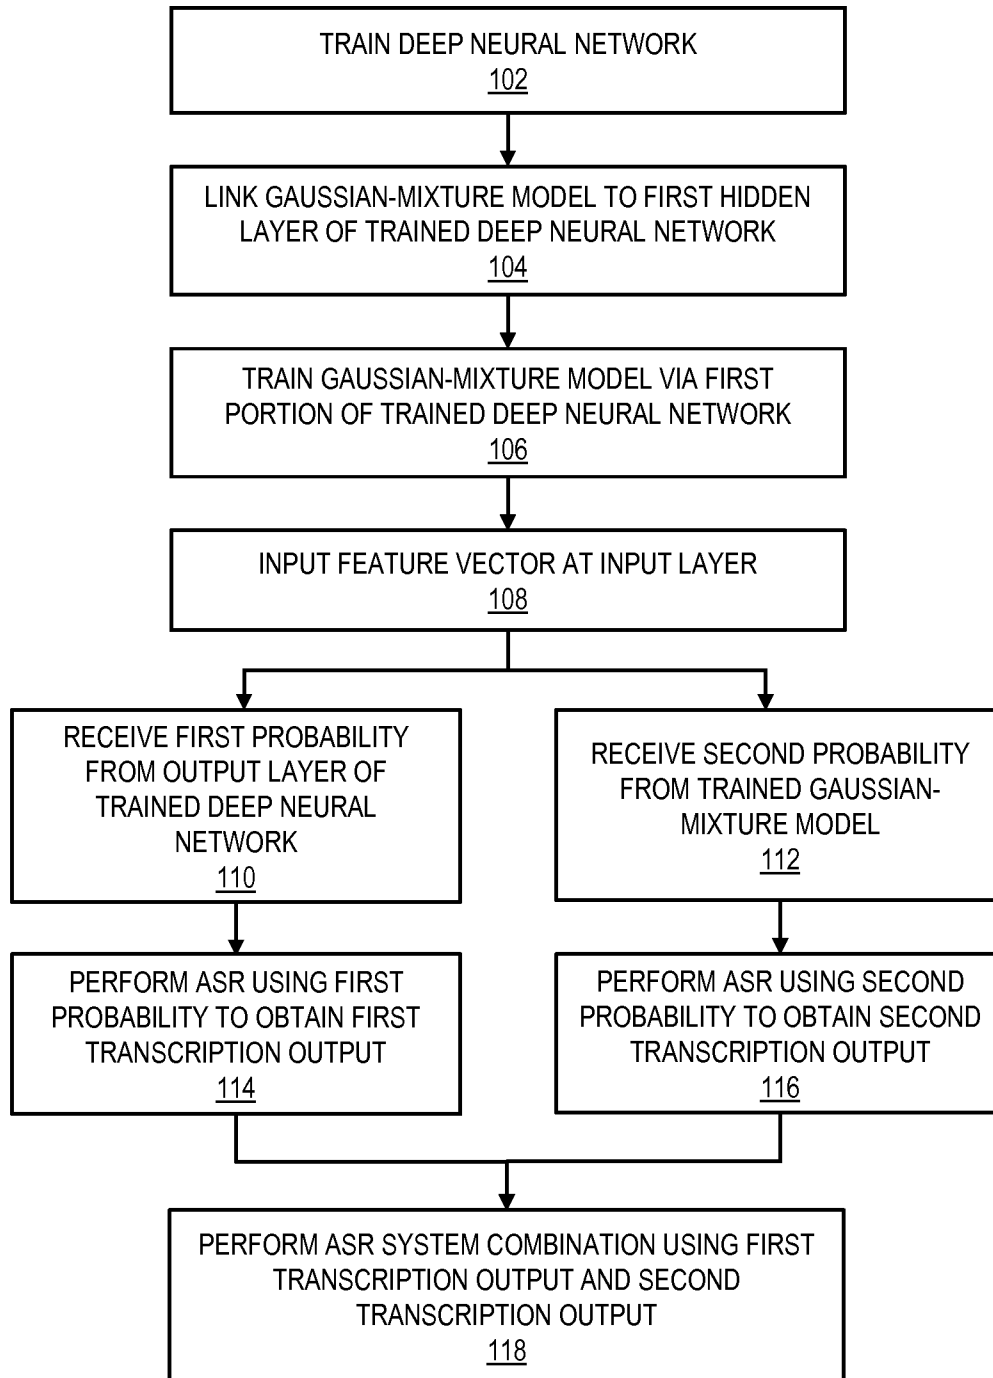 TRAIN DEEP NEURAL NETWORK
102
LINK GAUSSIAN-MIXTURE MODEL TO FIRST HIDDEN
LAYER OF TRAINED DEEP NEURAL NETWORK
104
TRAIN GAUSSIAN-MIXTURE MODEL VIA FIRST
PORTION OF TRAINED DEEP NEURAL NETWORK
106
INPUT FEATURE VECTOR AT INPUT LAYER
108
RECEIVE FIRST PROBABILITY
FROM OUTPUT LAYER OF
TRAINED DEEP NEURAL
NETWORK
110
RECEIVE SECOND PROBABILITY
FROM TRAINED GAUSSIAN-
MIXTURE MODEL
112
PERFORM ASR USING FIRST
PROBABILITY TO OBTAIN FIRST
TRANSCRIPTION OUTPUT
114
PERFORM ASR USING SECOND
PROBABILITY TO OBTAIN SECOND
TRANSCRIPTION OUTPUT
116
PERFORM ASR SYSTEM COMBINATION USING FIRST
TRANSCRIPTION OUTPUT AND SECOND
TRANSCRIPTION OUTPUT
118